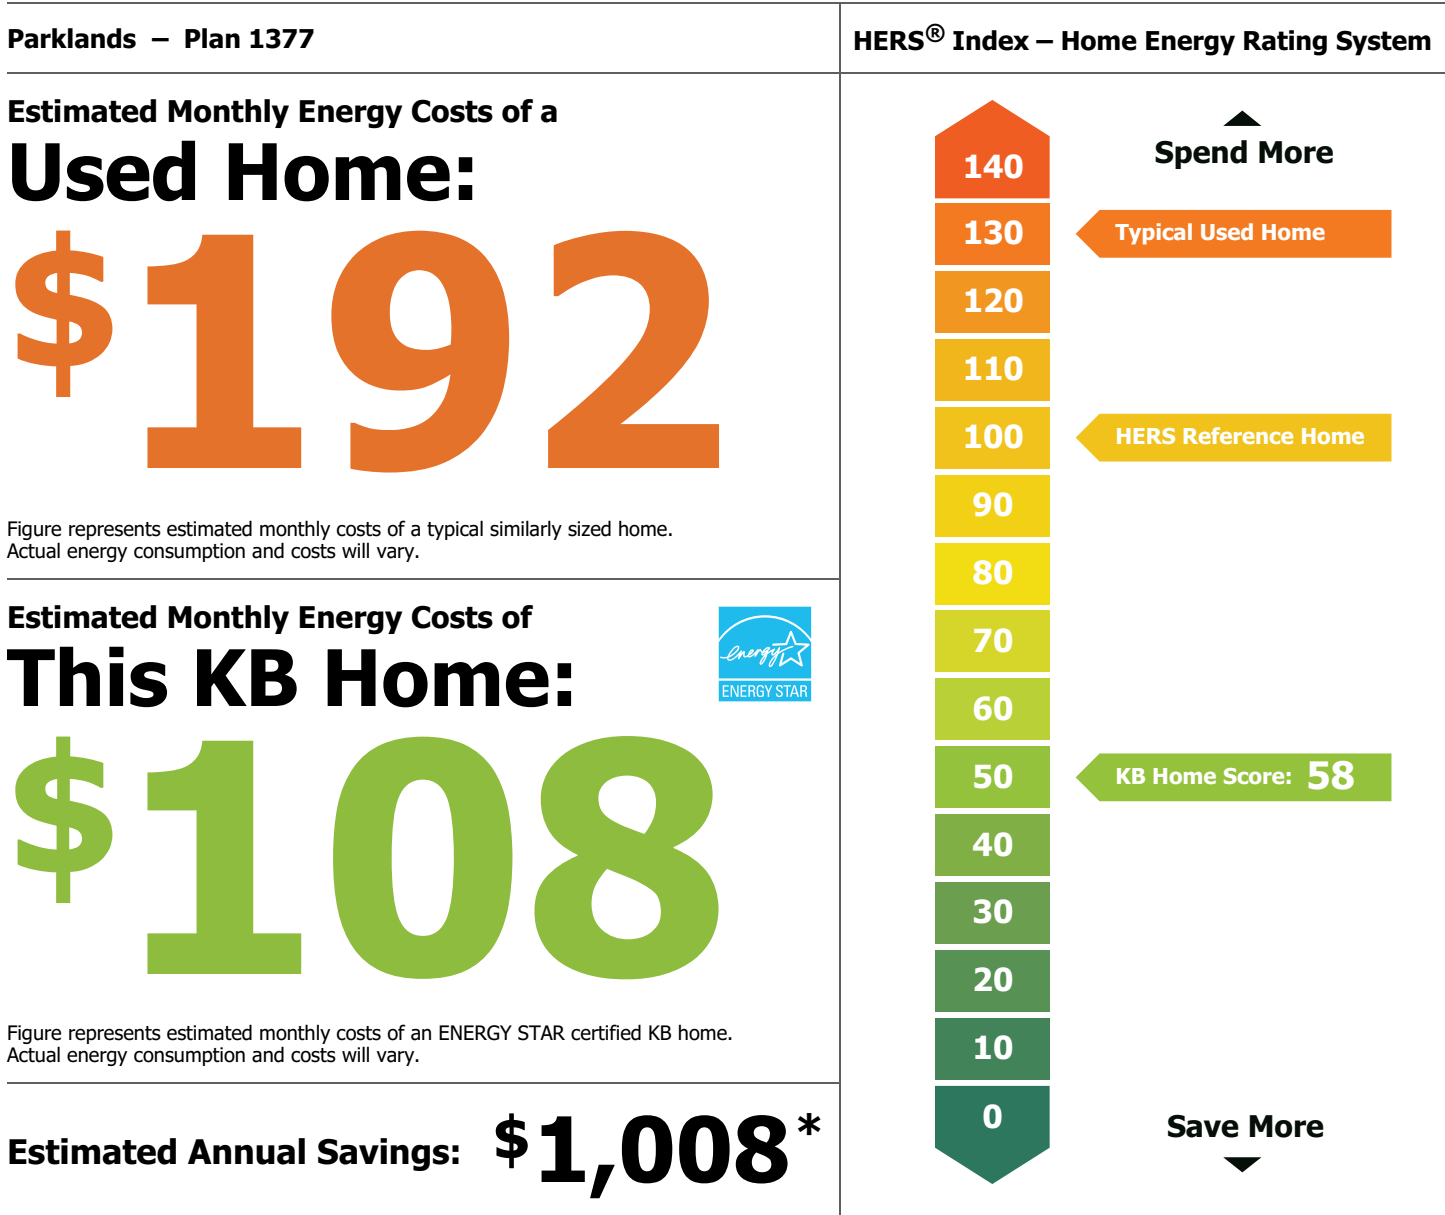 Parklands – Plan 1377
Estimated Monthly Energy Costs of a
Used Home:
$192
Figure represents estimated monthly costs of a typical similarly sized home.
Actual energy consumption and costs will vary.
Estimated Monthly Energy Costs of
This KB Home:
energy
ENERGY STAR
$108
Figure represents estimated monthly costs of an ENERGY STAR certified KB home.
Actual energy consumption and costs will vary.
Estimated Annual Savings: $1,008*
HERS® Index – Home Energy Rating System
Spend More
140
130 Typical Used Home
120
110
100 HERS Reference Home
90
80
70
60
50 KB Home Score: 58
40
30
20
10
0
Save More